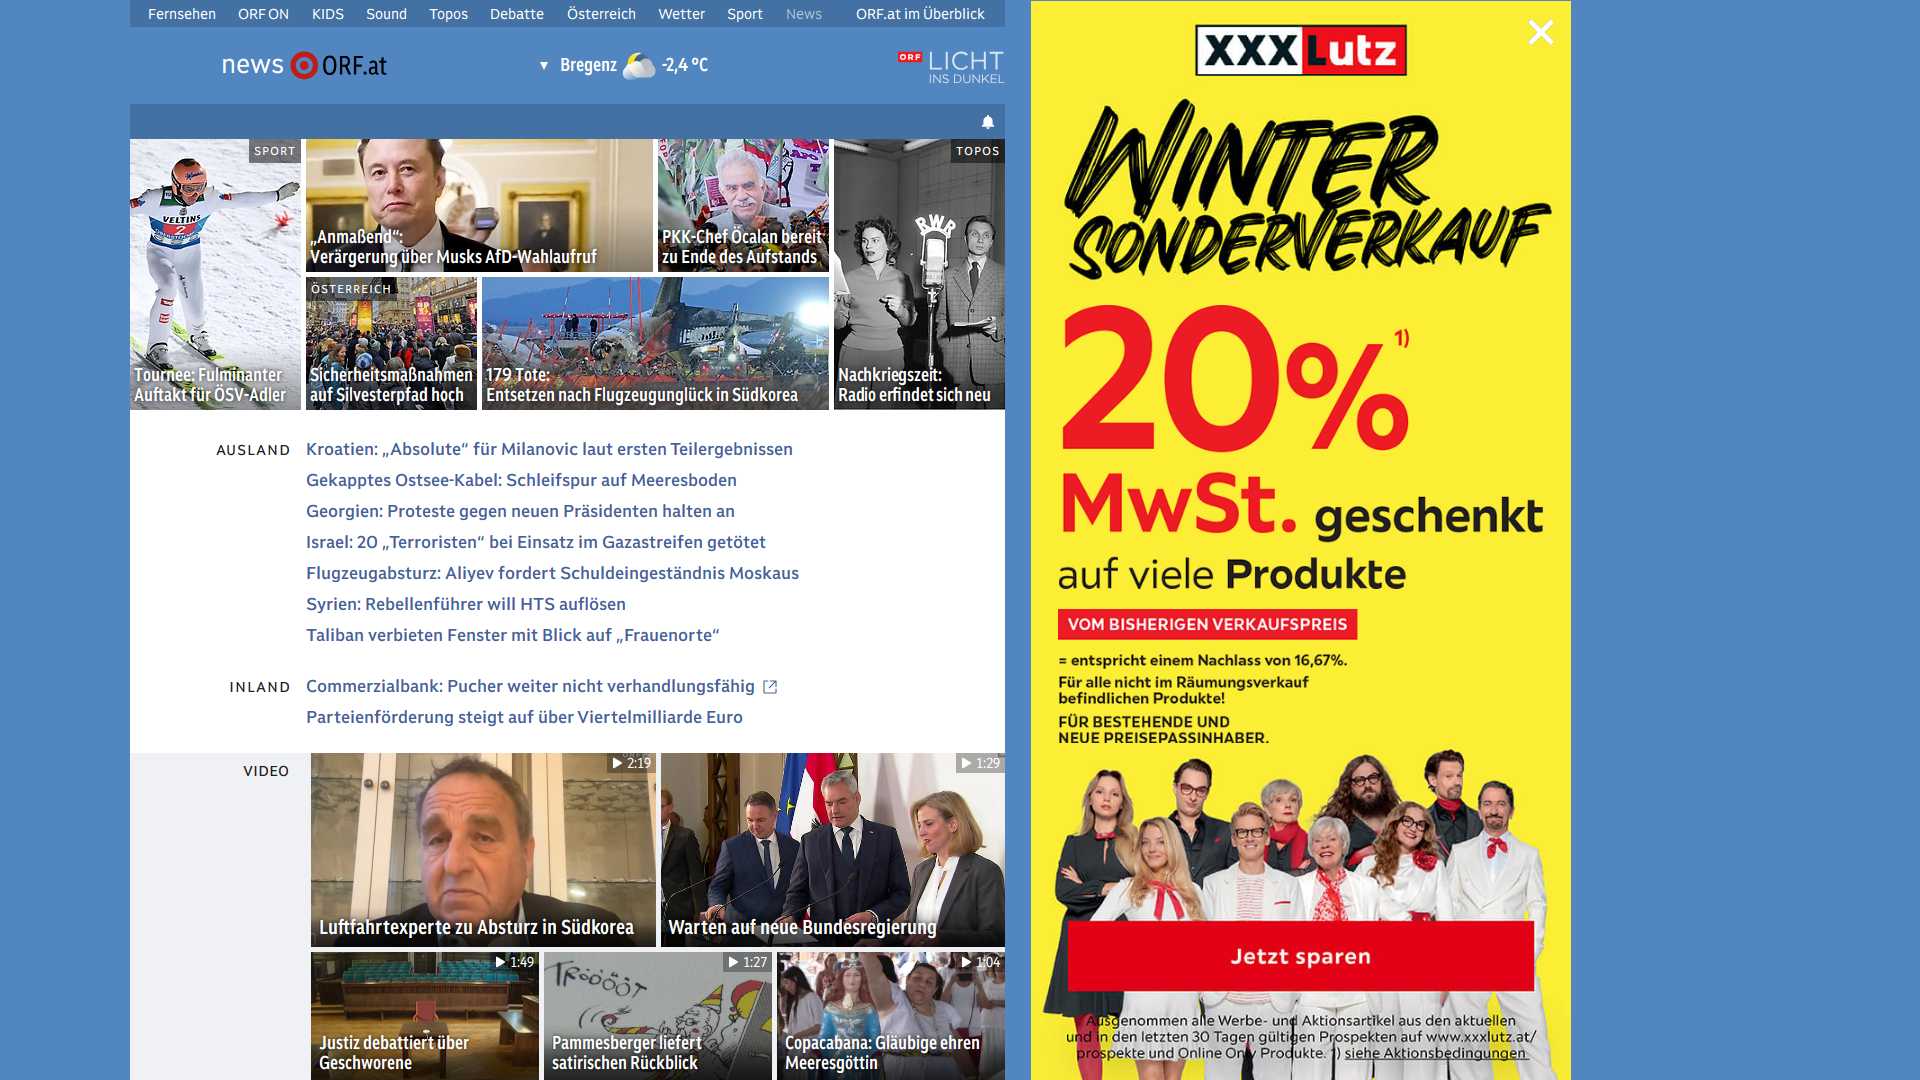 Fernsehen ORF ON KIDS Sound Topos Debatte Österreich Wetter Sport News ORF.at im Überblick
news ORF.at
▼ Bregenz -2,4 °C
ORF LICHT
INS DUNKEL
SPORT
VELTINS
2
Tournee: Fulminanter
Auftakt für ÖSV-Adler
„Anmaßend“:
Verärgerung über Musks AfD-Wahlaufruf
PKK-Chef Öcalan bereit
zu Ende des Aufstands
TOPOS
RWR
Nachkriegszeit:
Radio erfindet sich neu
ÖSTERREICH
Sicherheitsmaßnahmen
auf Silvesterpfad hoch
179 Tote:
Entsetzen nach Flugzeugunglück in Südkorea
AUSLAND
Kroatien: „Absolute“ für Milanovic laut ersten Teilergebnissen
Gekapptes Ostsee-Kabel: Schleifspur auf Meeresboden
Georgien: Proteste gegen neuen Präsidenten halten an
Israel: 20 „Terroristen“ bei Einsatz im Gazastreifen getötet
Flugzeugabsturz: Aliyev fordert Schuldeingeständnis Moskaus
Syrien: Rebellenführer will HTS auflösen
Taliban verbieten Fenster mit Blick auf „Frauenorte“
INLAND
Commerzialbank: Pucher weiter nicht verhandlungsfähig
Parteienförderung steigt auf über Viertelmilliarde Euro
VIDEO
2:19
Luftfahrtexperte zu Absturz in Südkorea
1:29
Warten auf neue Bundesregierung
1:49
Justiz debattiert über
Geschworene
1:27
TRÖÖÖÖT
Pammesberger liefert
satirischen Rückblick
1:04
Copacabana: Gläubige ehren
Meeresgöttin
XXXLutz
WINTER
SONDERVERKAUF
20% 1)
MwSt. geschenkt
auf viele Produkte
VOM BISHERIGEN VERKAUFSPREIS
= entspricht einem Nachlass von 16,67%.
Für alle nicht im Räumungsverkauf
befindlichen Produkte!
FÜR BESTEHENDE UND
NEUE PREISEPASSINHABER.
Jetzt sparen
Ausgenommen alle Werbe- und Aktionsartikel aus den aktuellen
und in den letzten 30 Tagen gültigen Prospekten auf www.xxxlutz.at/
prospekte und Online Only Produkte. 1) siehe Aktionsbedingungen